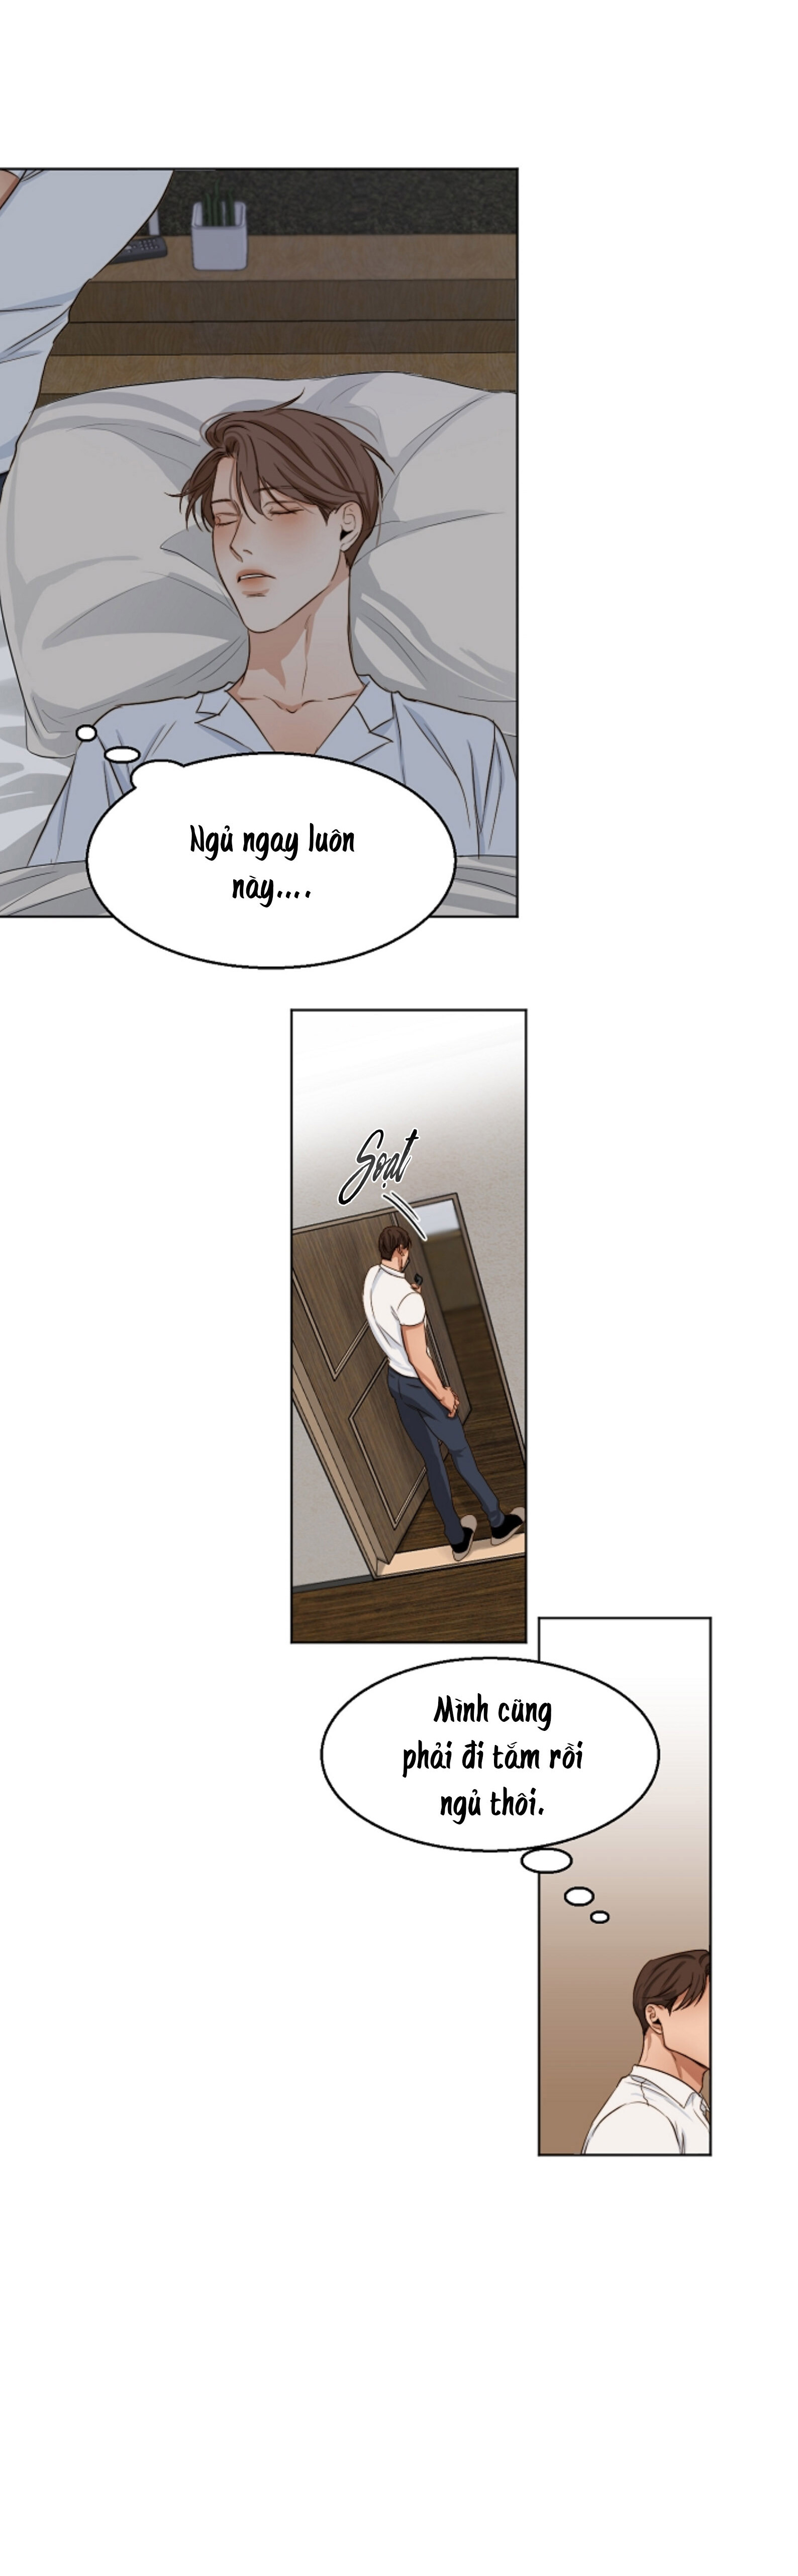 Ngủ ngay luôn
này....
Soạt
Mình cũng
phải đi tắm rồi
ngủ thôi.